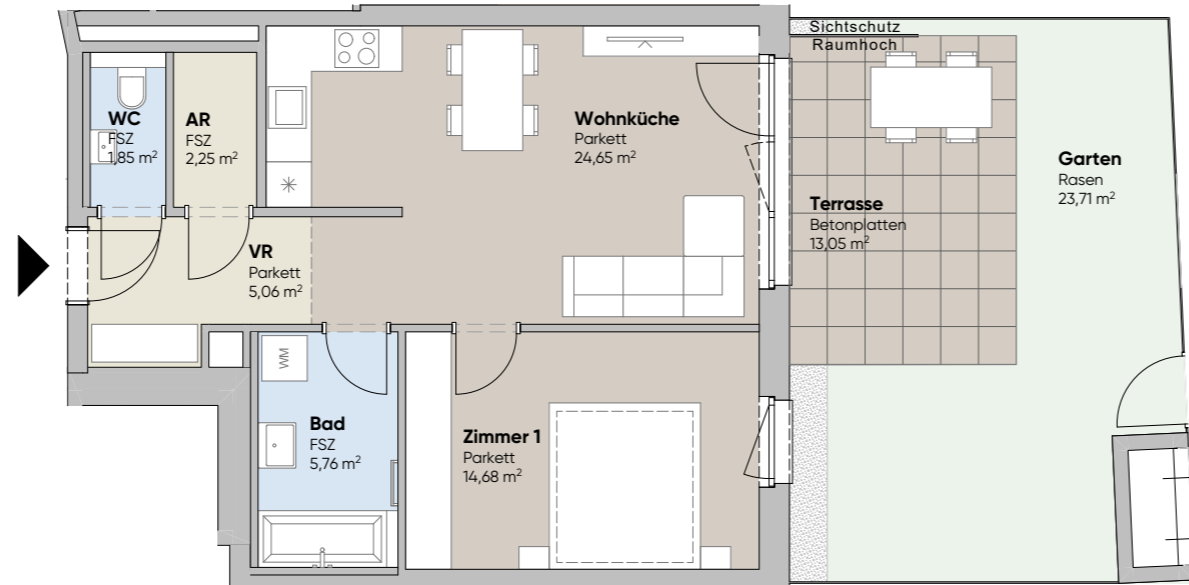 Sichtschutz
Raumhoch
WC
FSZ
1,85 m²
AR
FSZ
2,25 m²
Wohnküche
Parkett
24,65 m²
Garten
Rasen
23,71 m²
Terrasse
Betonplatten
13,05 m²
VR
Parkett
5,06 m²
WM
Bad
FSZ
5,76 m²
Zimmer 1
Parkett
14,68 m²